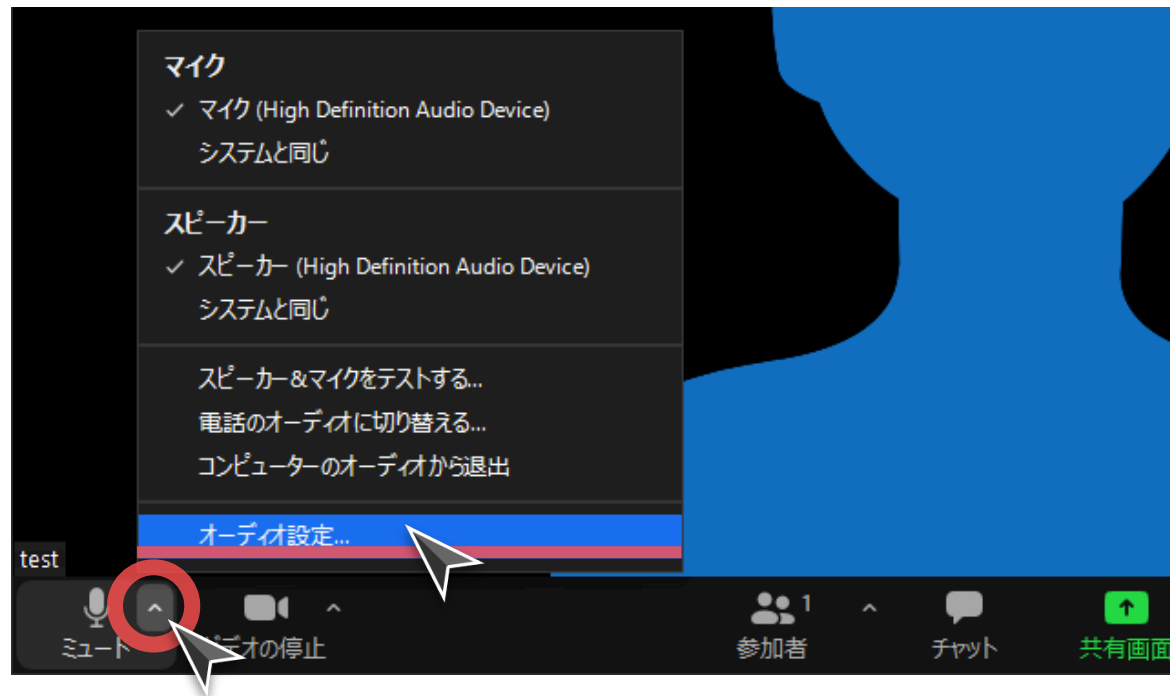 マイク
マイク (High Definition Audio Device)
システムと同じ
スピーカー
スピーカー (High Definition Audio Device)
システムと同じ
スピーカー&マイクをテストする...
電話のオーディオに切り替える...
コンピューターのオーディオから退出
オーディオ設定...
test
ミュート
デオの停止
参加者 1
チャット
共有画面